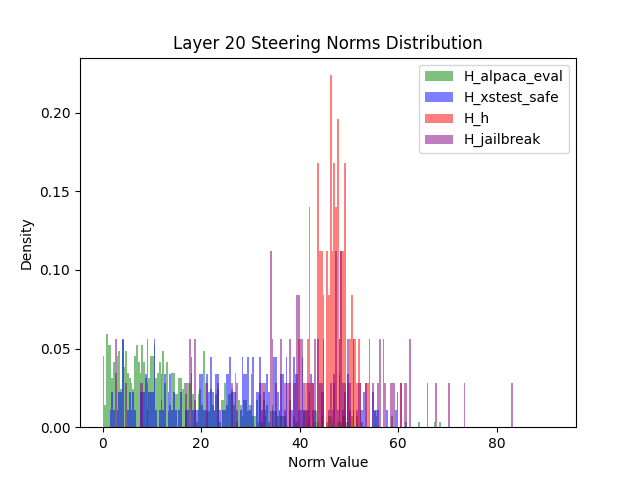 Layer 20 Steering Norms Distribution
H_alpaca_eval
H_xstest_safe
H_h
H_jailbreak
0.20
0.15
0.10
0.05
0.00
Density
0
20
40
60
80
Norm Value